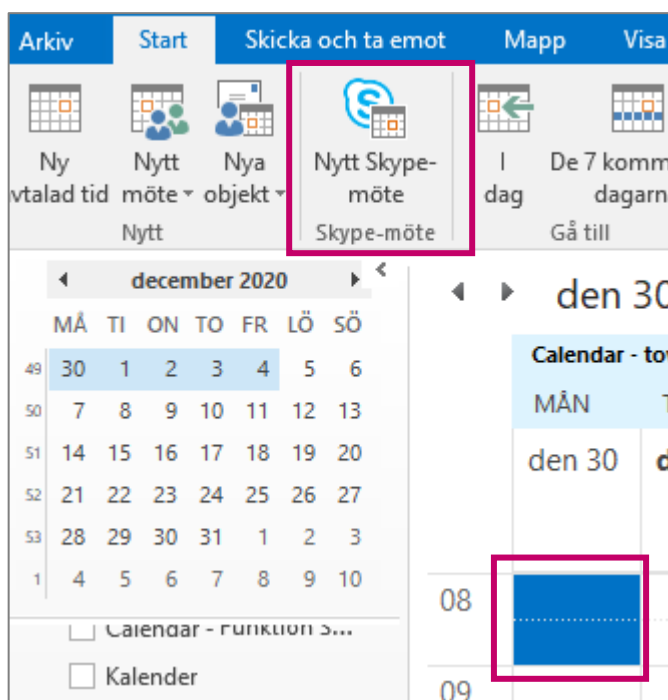 Arkiv Start Skicka och ta emot Mapp Visa
Ny Nytt Nya Nytt Skype- I De 7 komm
vtalad tid möte objekt möte dag dagarn
Nytt Skype-möte Gå till
december 2020
MÅ TI ON TO FR LÖ SÖ
49 30 1 2 3 4 5 6
50 7 8 9 10 11 12 13
51 14 15 16 17 18 19 20
52 21 22 23 24 25 26 27
53 28 29 30 31 1 2 3
1 4 5 6 7 8 9 10
Calendar - Funktion S...
Kalender
den 30
Calendar - tov
MÅN T
den 30 d
08
09